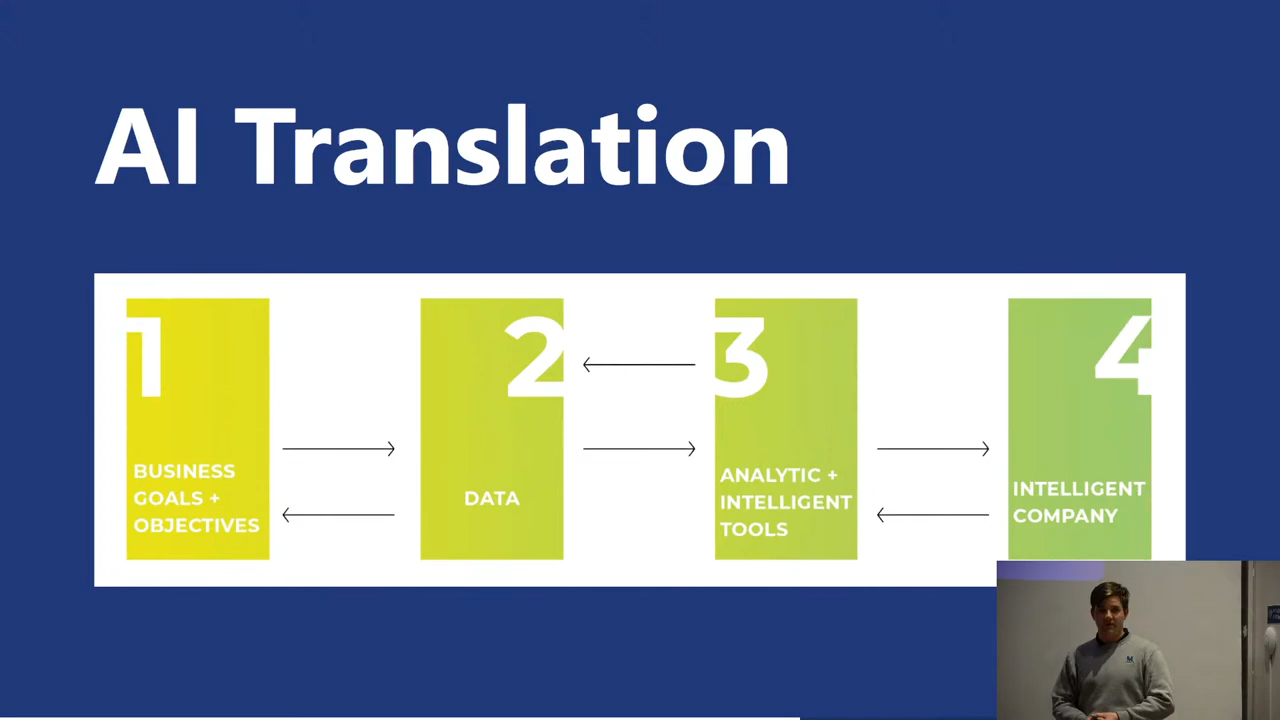 AI Translation
1
BUSINESS
GOALS +
OBJECTIVES
2
DATA
3
ANALYTIC +
INTELLIGENT
TOOLS
4
INTELLIGENT
COMPANY